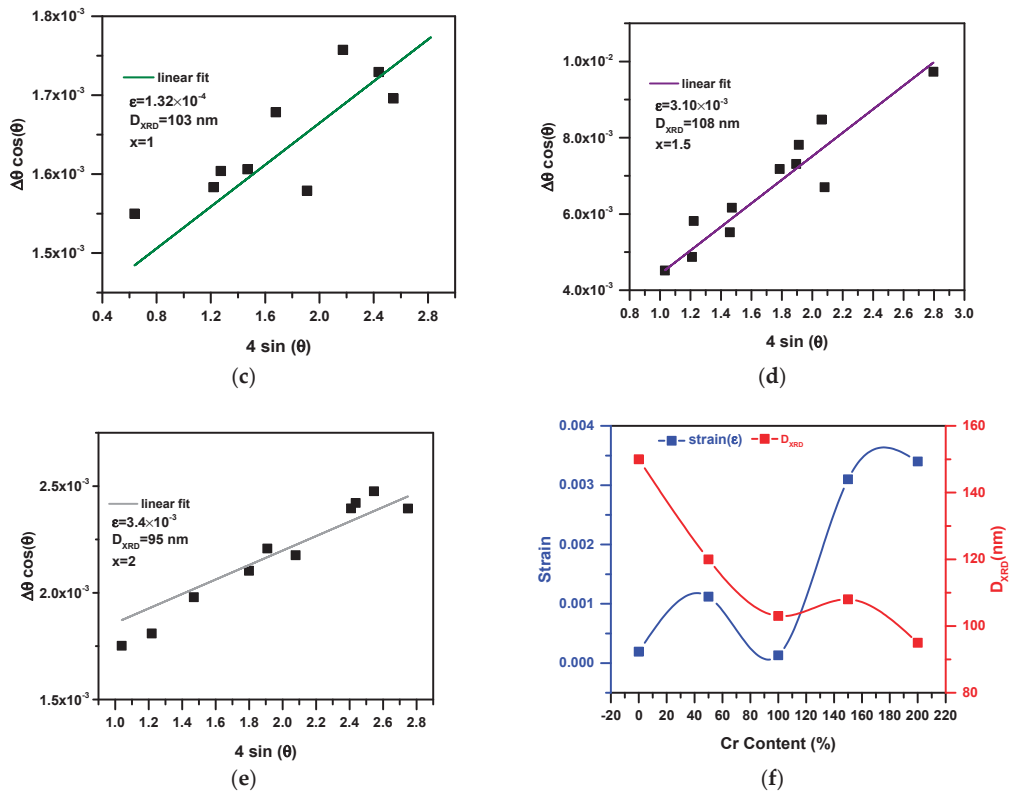 1.8x10⁻³
1.7x10⁻³
1.6x10⁻³
1.5x10⁻³
Δθ cos(θ)
linear fit
ε=1.32×10⁻⁴
D_XRD=103 nm
x=1
0.4 0.8 1.2 1.6 2.0 2.4 2.8
4 sin (θ)
(c)
1.0x10⁻²
8.0x10⁻³
6.0x10⁻³
4.0x10⁻³
Δθ cos(θ)
linear fit
ε=3.10×10⁻³
D_XRD=108 nm
x=1.5
0.8 1.0 1.2 1.4 1.6 1.8 2.0 2.2 2.4 2.6 2.8 3.0
4 sin (θ)
(d)
2.5x10⁻³
2.0x10⁻³
1.5x10⁻³
Δθ cos(θ)
linear fit
ε=3.4×10⁻³
D_XRD=95 nm
x=2
1.0 1.2 1.4 1.6 1.8 2.0 2.2 2.4 2.6 2.8
4 sin (θ)
(e)
0.004
0.003
0.002
0.001
0.000
Strain
strain(ε) D_XRD
160
140
120
100
80
D_XRD(nm)
-20 0 20 40 60 80 100 120 140 160 180 200 220
Cr Content (%)
(f)